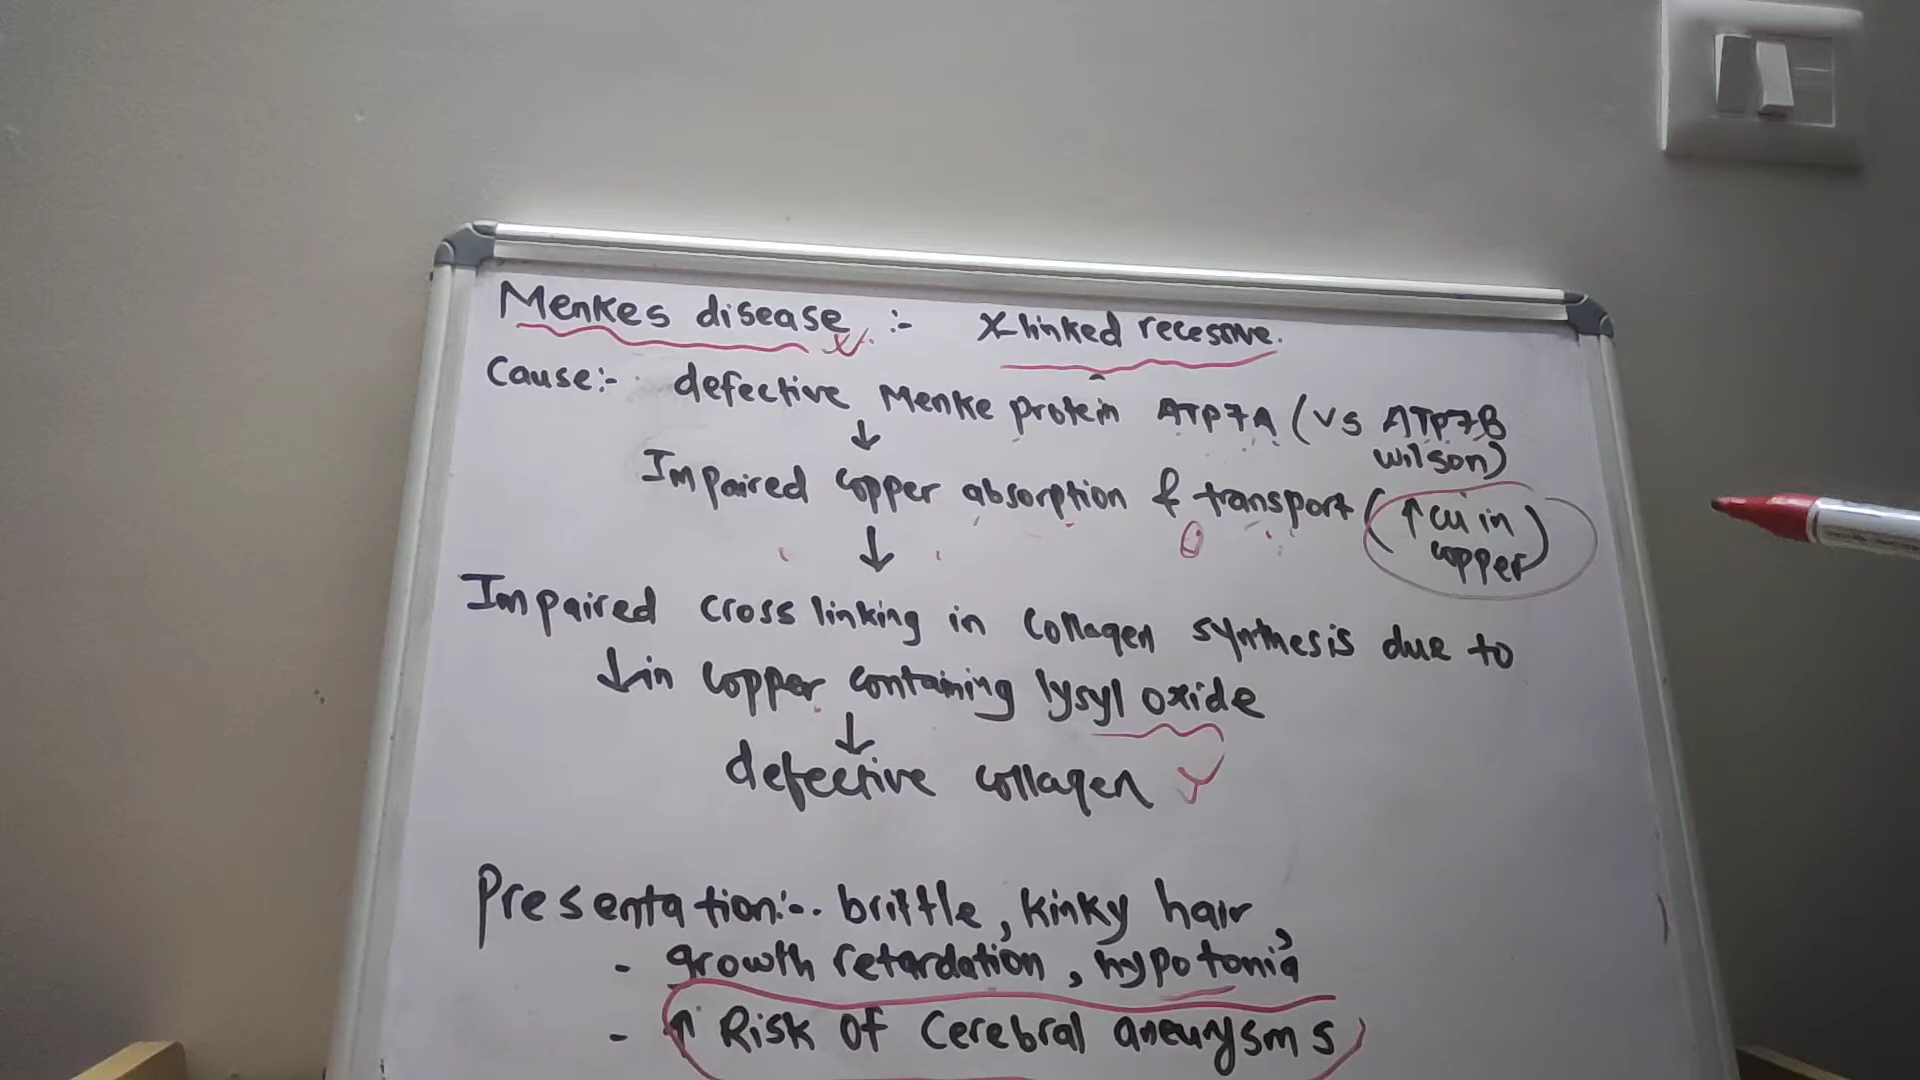 Menkes disease :- X-linked recessive.
Cause:- defective Menke protein ATP7A (vs ATP7B
wilson)
↓
Impaired copper absorption & transport (↑ cu in
copper)
↓
Impaired cross linking in collagen synthesis due to
↓ in copper containing lysyl oxide
↓
defective collagen
Presentation:-. brittle, kinky hair,
- growth retardation, hypotonia
- ↑ Risk of cerebral aneurysms